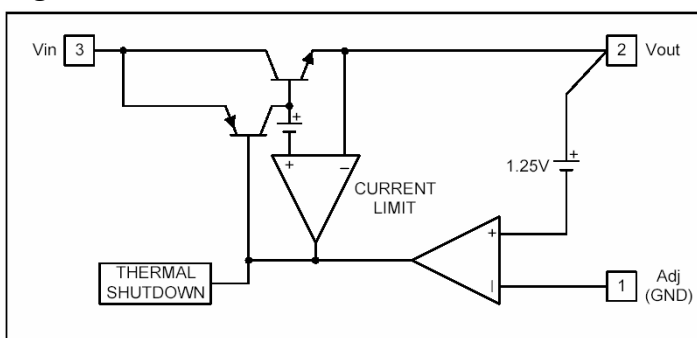 Vin 3
2 Vout
+
+ −
1.25V +
CURRENT
LIMIT
+
−
THERMAL
SHUTDOWN
1 Adj
(GND)